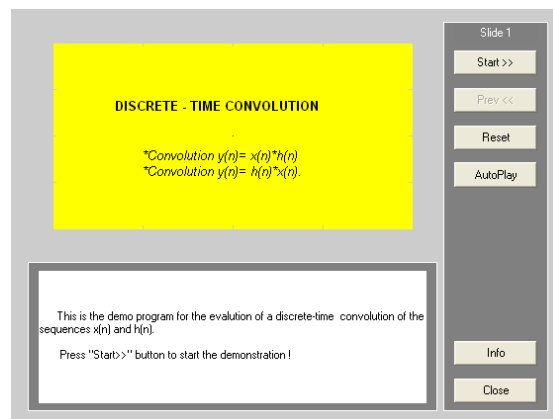 DISCRETE - TIME CONVOLUTION
*Convolution y(n)= x(n)*h(n)
*Convolution y(n)= h(n)*x(n).
This is the demo program for the evalution of a discrete-time convolution of the
sequences x(n) and h(n).
Press "Start>>" button to start the demonstration !
Slide 1
Start >>
Prev <<
Reset
AutoPlay
Info
Close